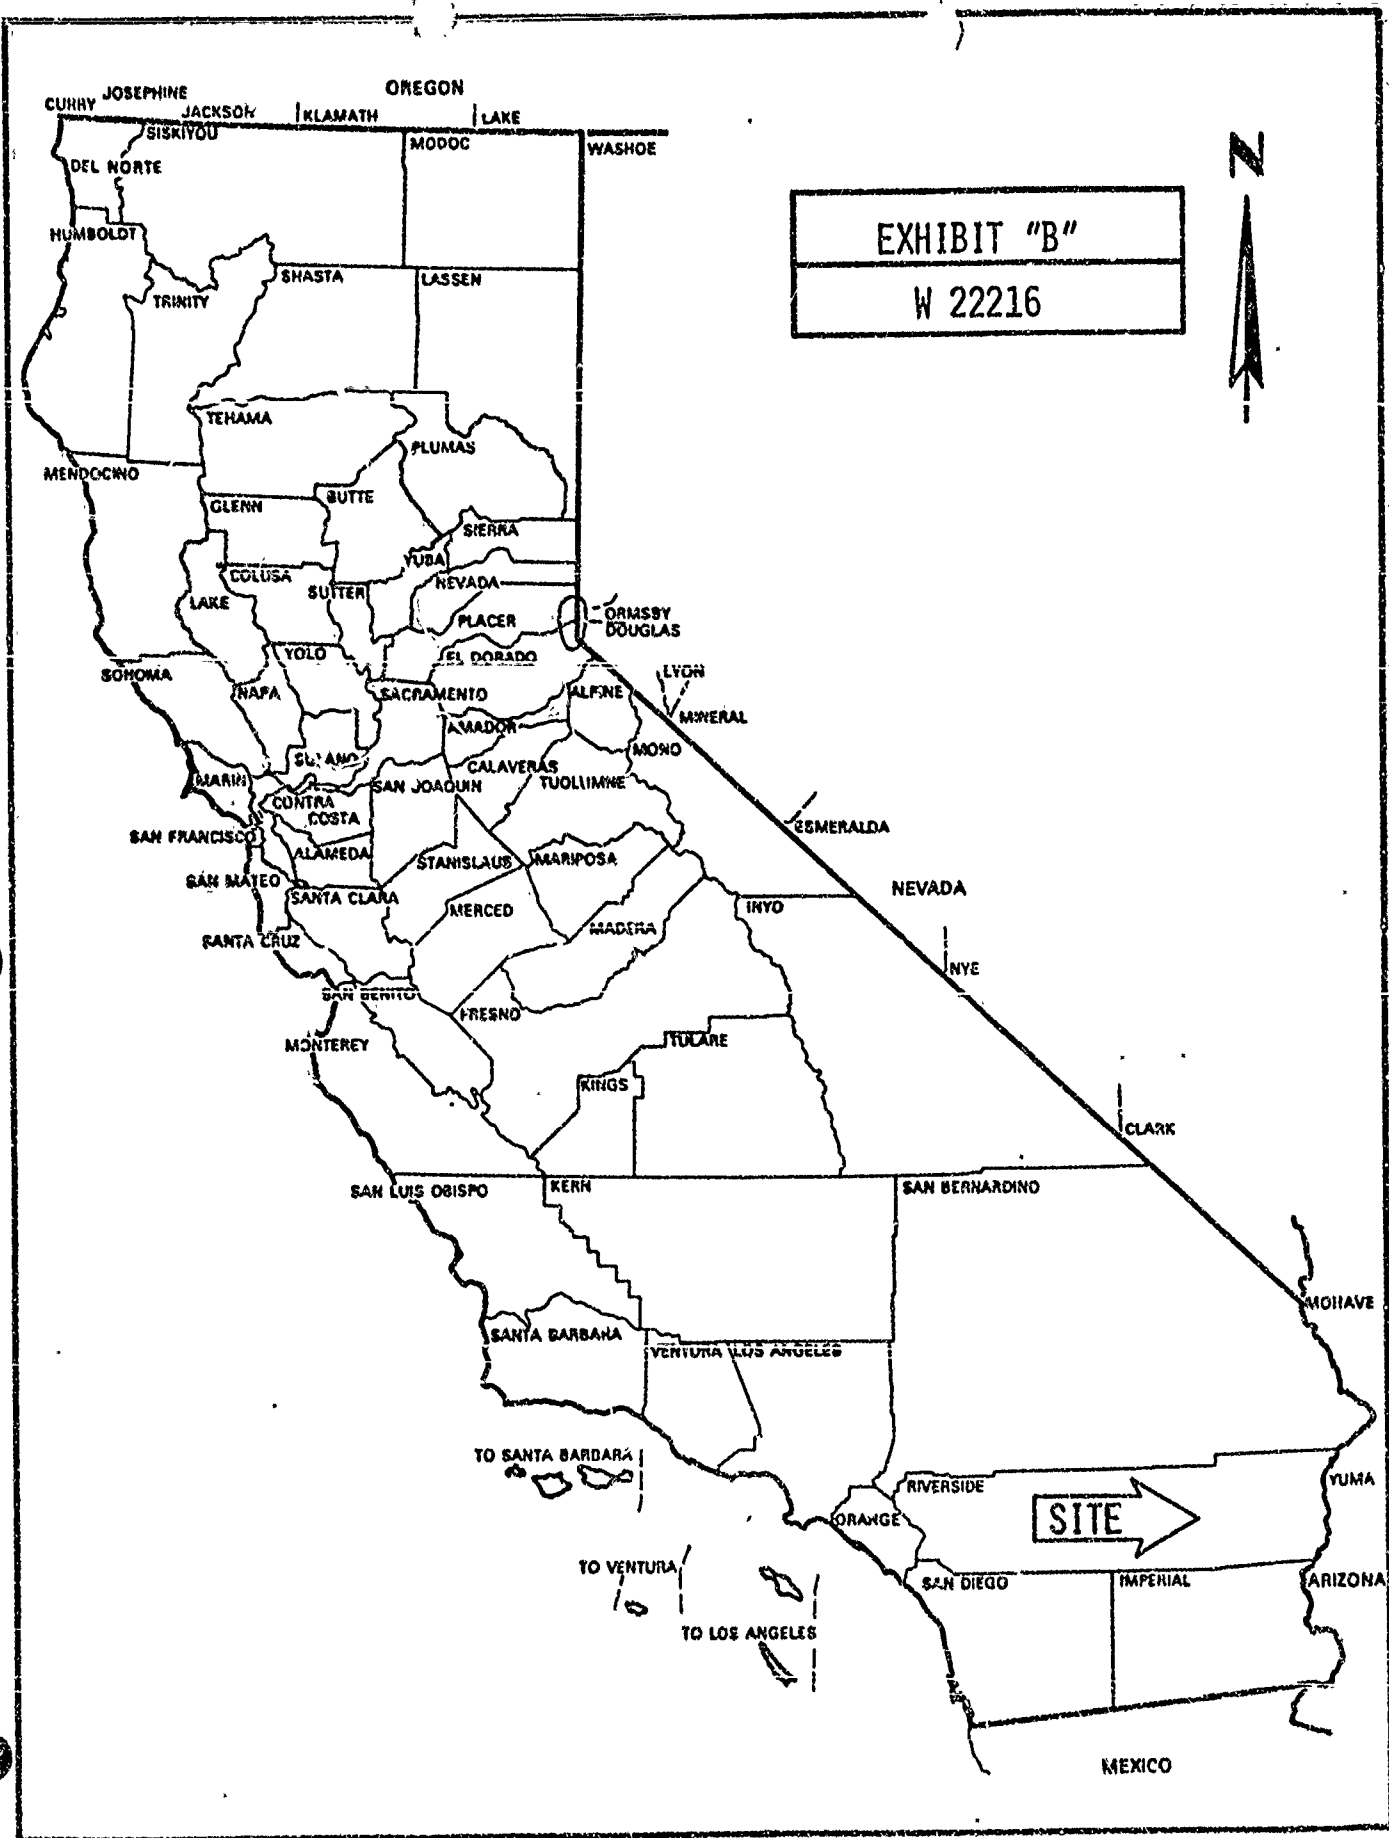 OREGON
CURRY
JOSEPHINE
JACKSON
KLAMATH
LAKE
SISKIYOU
MODOC
WASHOE
DEL NORTE
N
EXHIBIT "B"
W 22216
HUMBOLDT
SHASTA
LASSEN
TRINITY
TEHAMA
PLUMAS
MENDOCINO
BUTTE
GLENN
SIERRA
YUBA
COLUSA
NEVADA
SUTTER
LAKE
PLACER
ORMSBY
DOUGLAS
YOLO
EL DORADO
SONOMA
LYON
NAPA
SACRAMENTO
ALPINE
MINERAL
AMADOR
MONO
SOLANO
CALAVERAS
MARIN
SAN JOAQUIN
TUOLUMNE
CONTRA
COSTA
SAN FRANCISCO
ESMERALDA
ALAMEDA
STANISLAUS
MARIPOSA
SAN MATEO
NEVADA
SANTA CLARA
MERCED
INYO
MADERA
SANTA CRUZ
NYE
SAN BENITO
FRESNO
MONTEREY
TULARE
KINGS
CLARK
SAN LUIS OBISPO
KERN
SAN BERNARDINO
MOHAVE
SANTA BARBARA
VENTURA
LOS ANGELES
TO SANTA BARBARA
RIVERSIDE
YUMA
SITE
ORANGE
TO VENTURA
SAN DIEGO
IMPERIAL
ARIZONA
TO LOS ANGELES
MEXICO